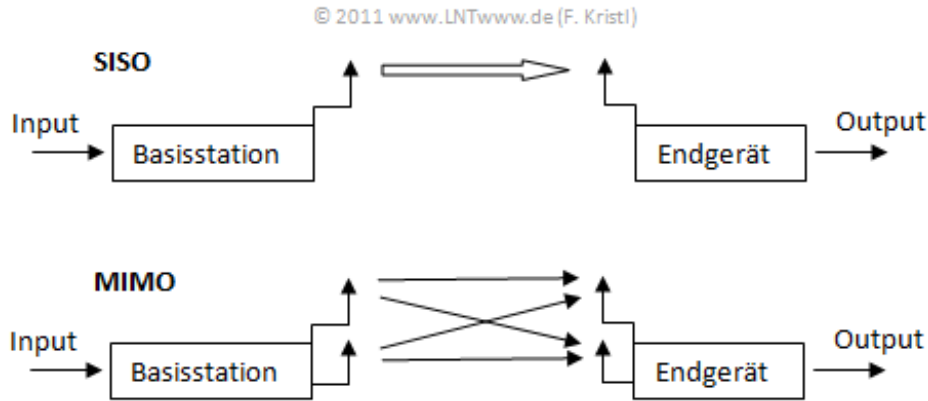 © 2011 www.LNTwww.de (F. Kristl)
SISO
Input
Basisstation
Endgerät
Output
MIMO
Input
Basisstation
Endgerät
Output